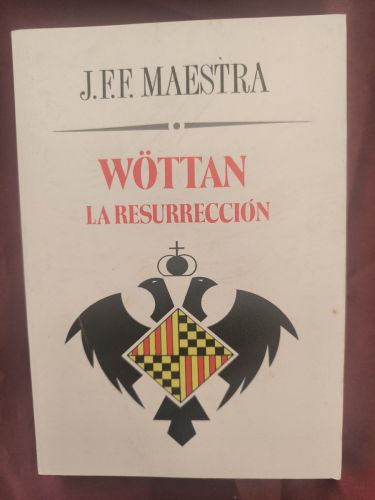 J.F.F. MAESTRA
WÖTTAN
LA RESURRECCIÓN